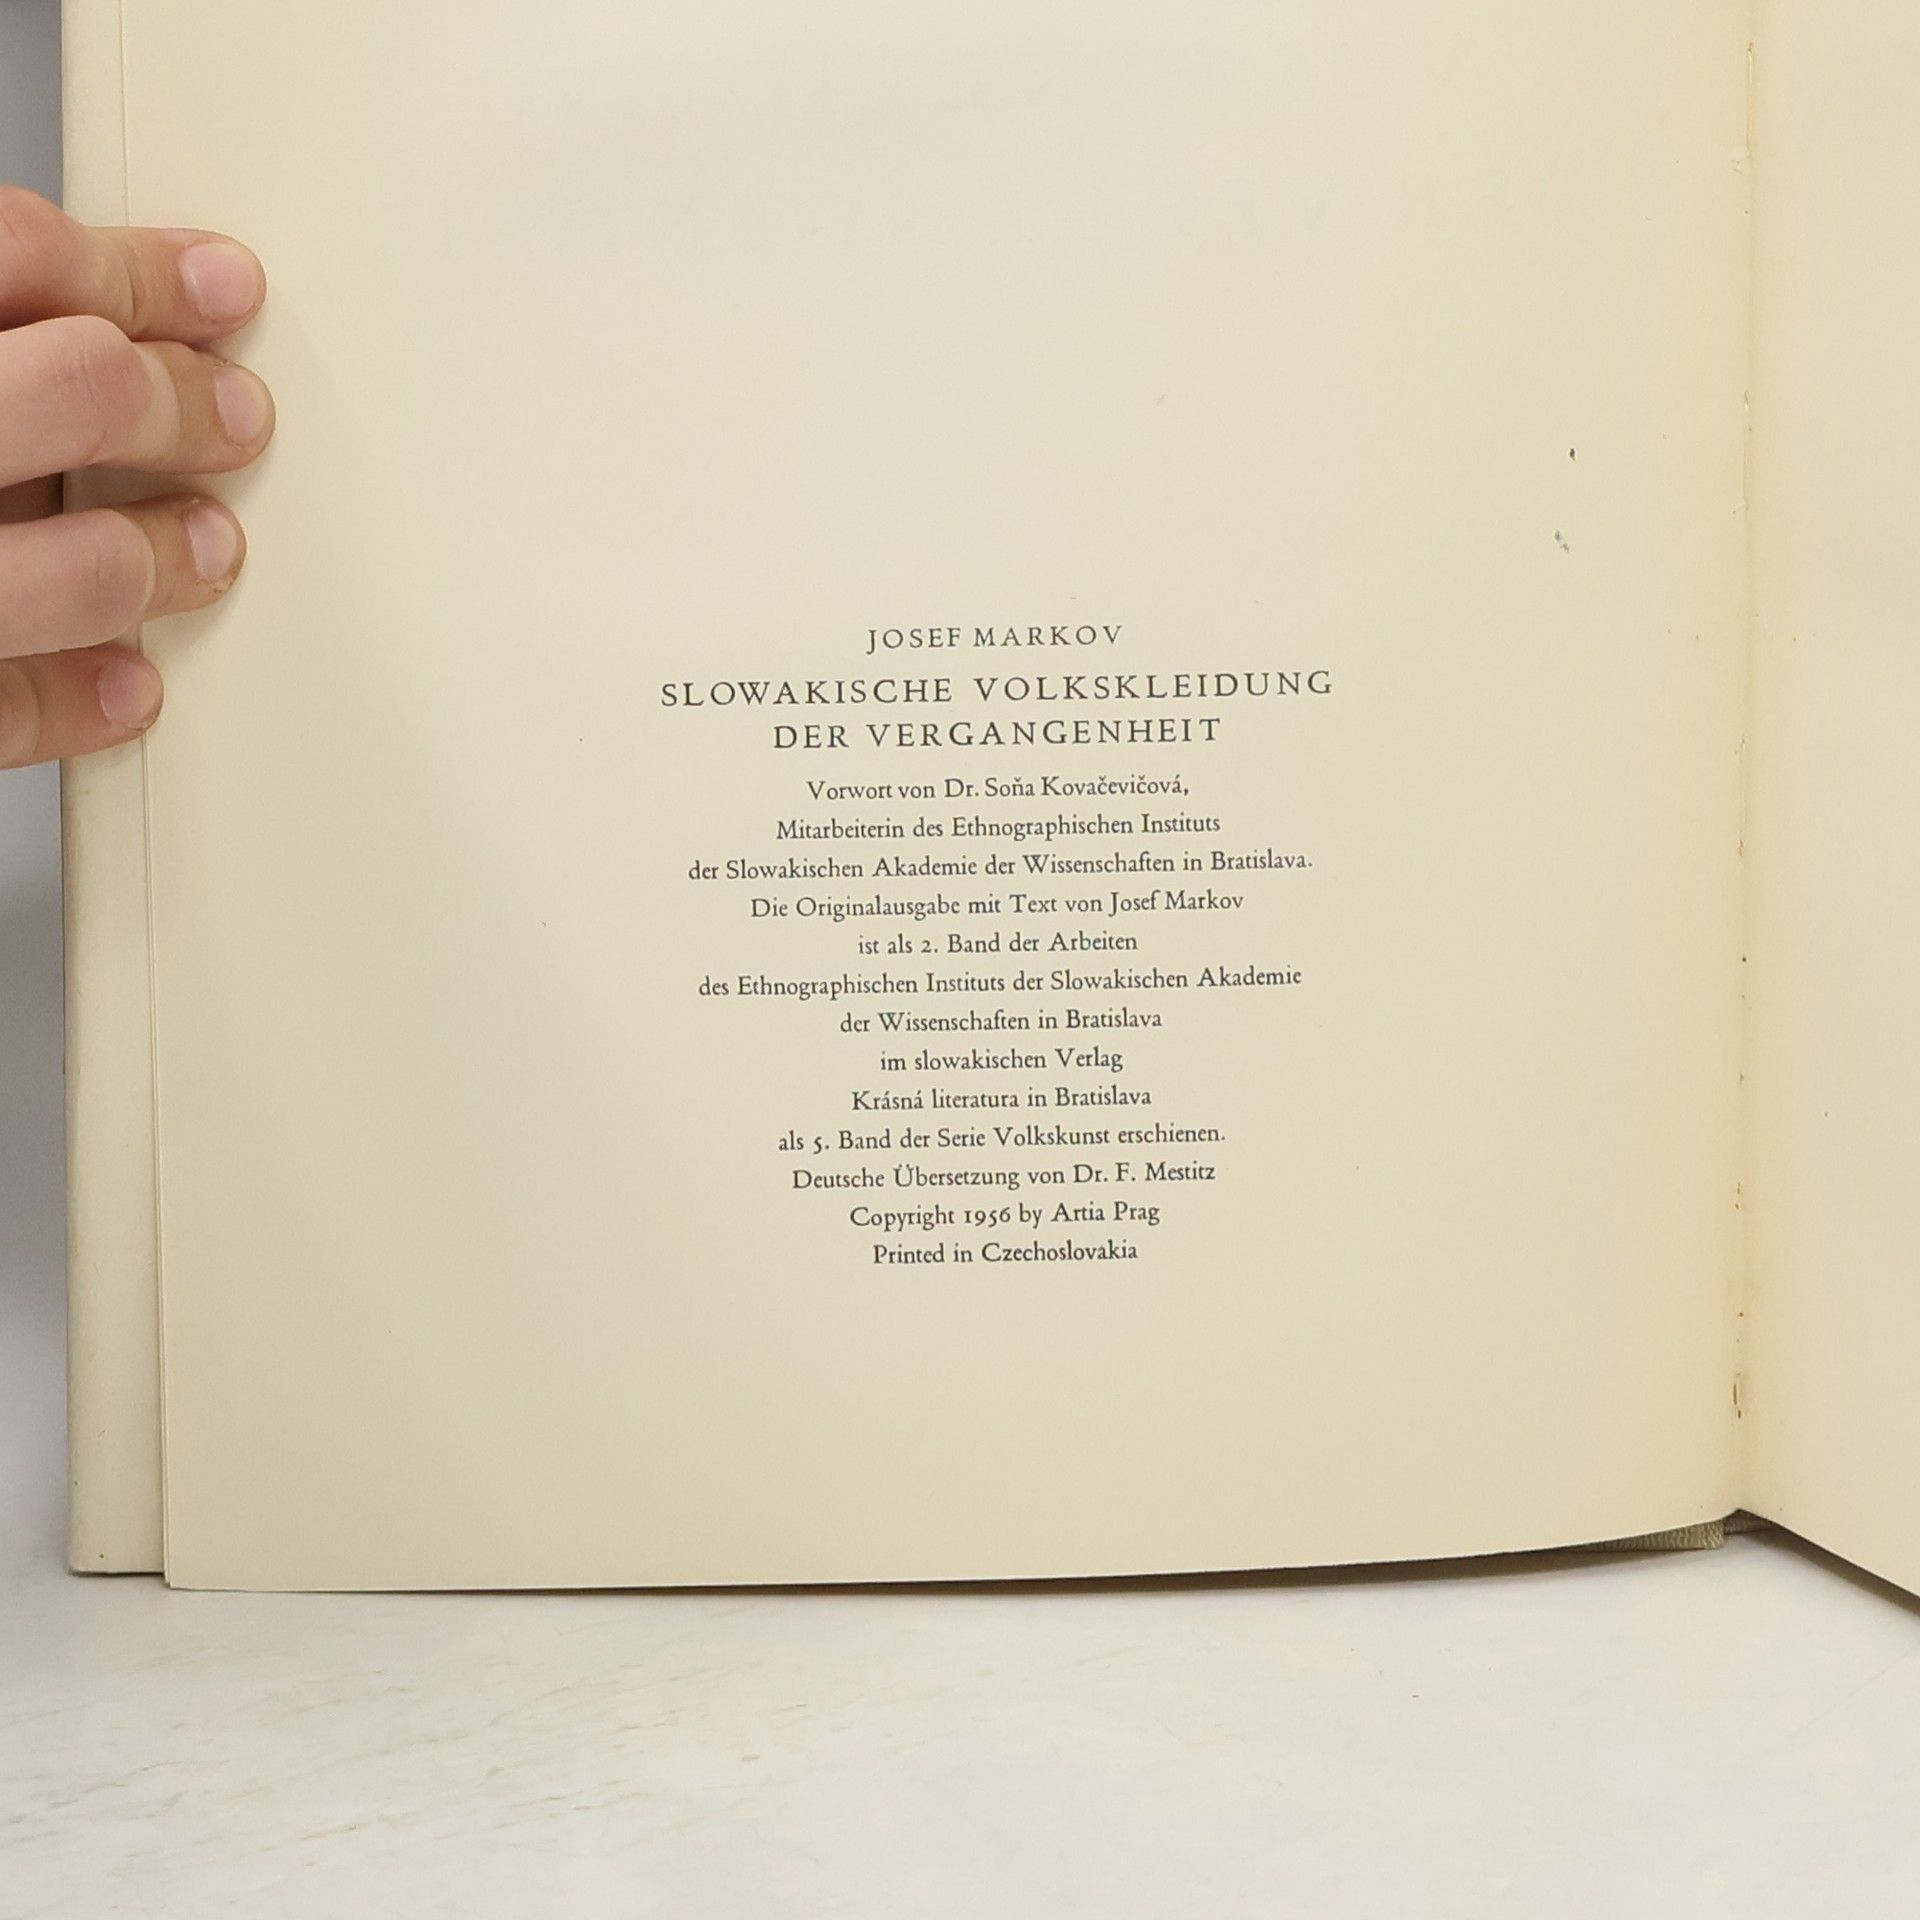 JOSEF MARKOV
SLOWAKISCHE VOLKSKLEIDUNG
DER VERGANGENHEIT
Vorwort von Dr. Soňa Kovačevičová,
Mitarbeiterin des Ethnographischen Instituts
der Slowakischen Akademie der Wissenschaften in Bratislava.
Die Originalausgabe mit Text von Josef Markov
ist als 2. Band der Arbeiten
des Ethnographischen Instituts der Slowakischen Akademie
der Wissenschaften in Bratislava
im slowakischen Verlag
Krásná literatura in Bratislava
als 5. Band der Serie Volkskunst erschienen.
Deutsche Übersetzung von Dr. F. Mestitz
Copyright 1956 by Artia Prag
Printed in Czechoslovakia